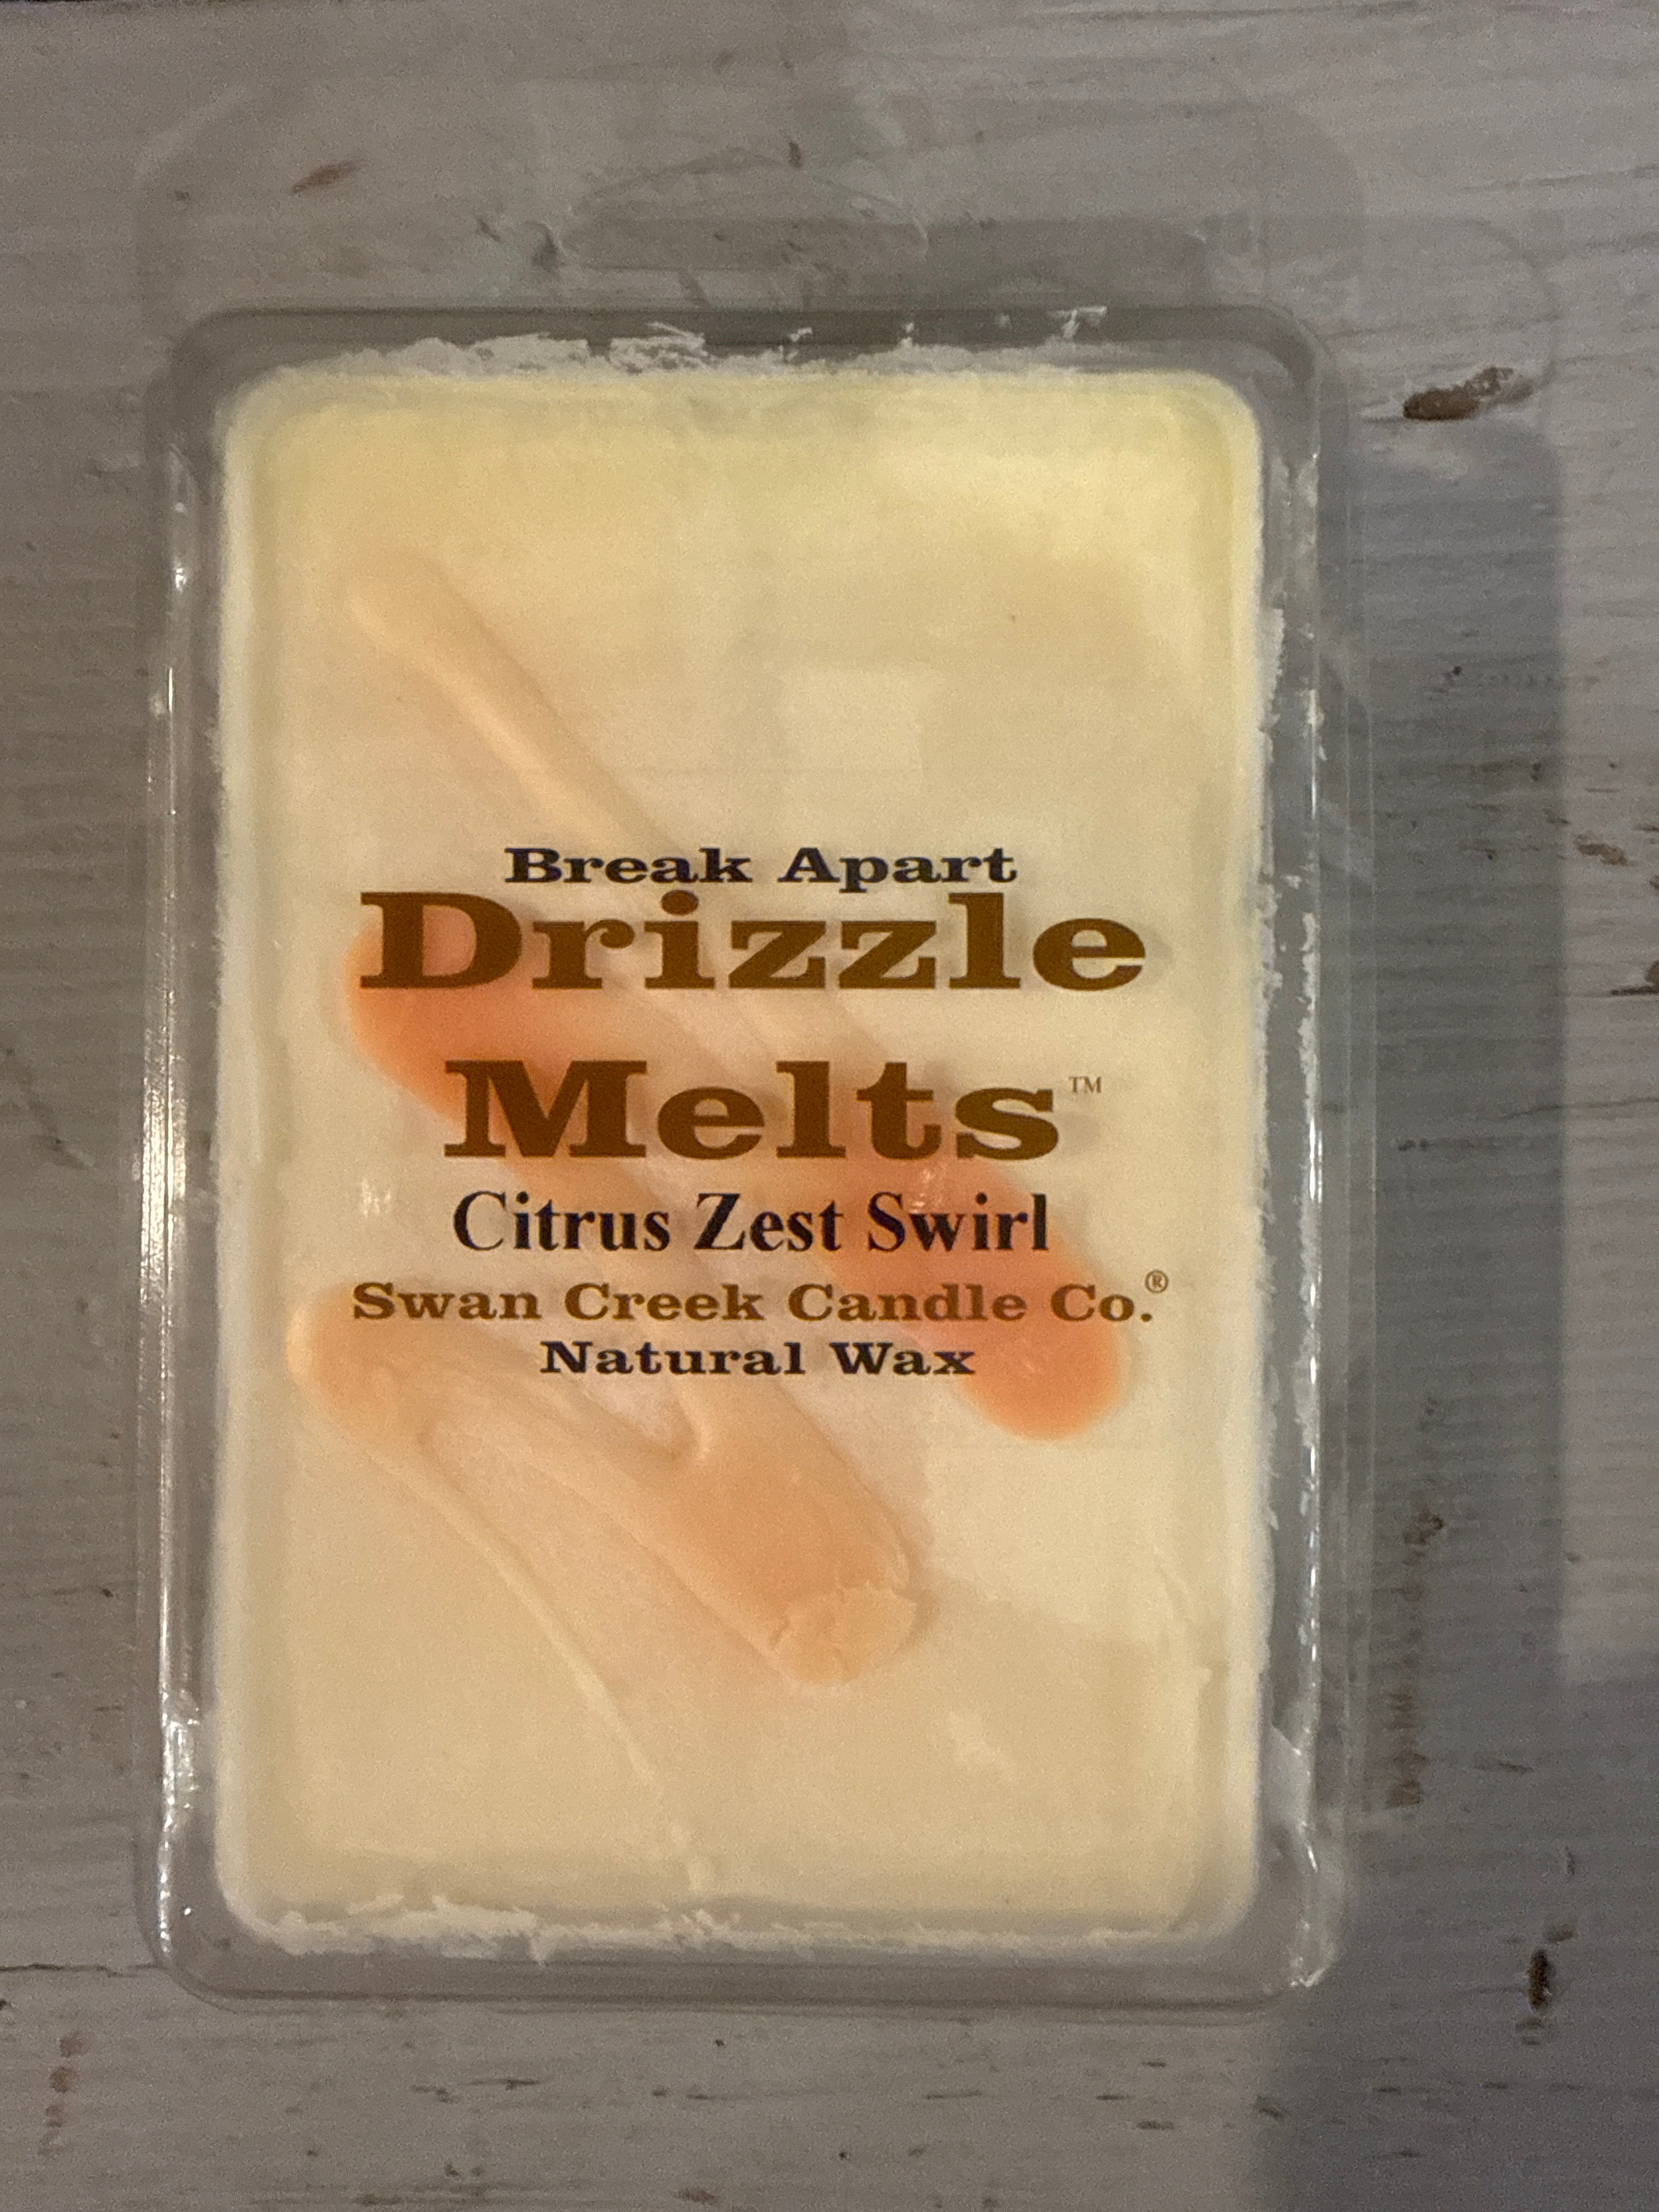 Break Apart
Drizzle
Melts™
Citrus Zest Swirl
Swan Creek Candle Co.®
Natural Wax